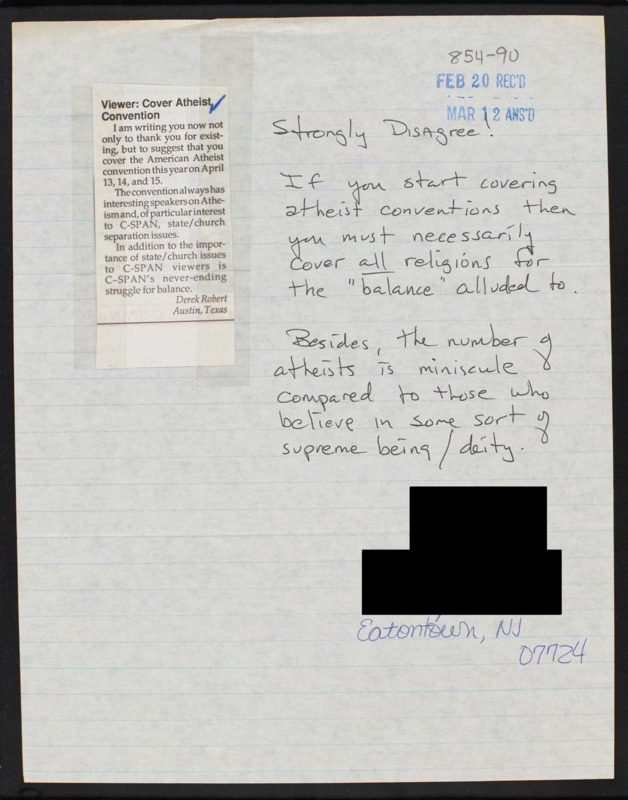 854-90
FEB 20 REC'D
MAR 12 ANS'D
Viewer: Cover Atheist
Convention
I am writing you now not
only to thank you for exist-
ing, but to suggest that you
cover the American Atheist
convention this year on April
13, 14, and 15.
The convention always has
interesting speakers on Athe-
ism and, of particular interest
to C-SPAN, state/church
separation issues.
In addition to the impor-
tance of state/church issues
to C-SPAN viewers is
C-SPAN's never-ending
struggle for balance.
Derek Robert
Austin, Texas
Strongly Disagree!
If you start covering
atheist conventions then
you must necessarily
cover all religions for
the "balance" alluded to.
Besides, the number of
atheists is miniscule
compared to those who
believe in some sort of
supreme being/deity.
Eatontown, NJ
07724